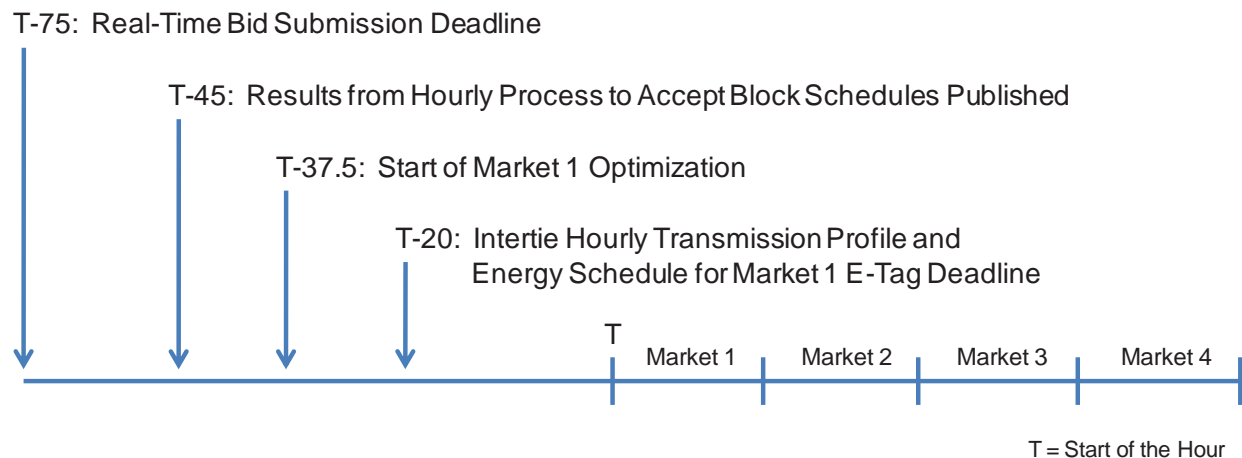 T-75: Real-Time Bid Submission Deadline
T-45: Results from Hourly Process to Accept Block Schedules Published
T-37.5: Start of Market 1 Optimization
T-20: Intertie Hourly Transmission Profile and
Energy Schedule for Market 1 E-Tag Deadline
T
Market 1
Market 2
Market 3
Market 4
T = Start of the Hour